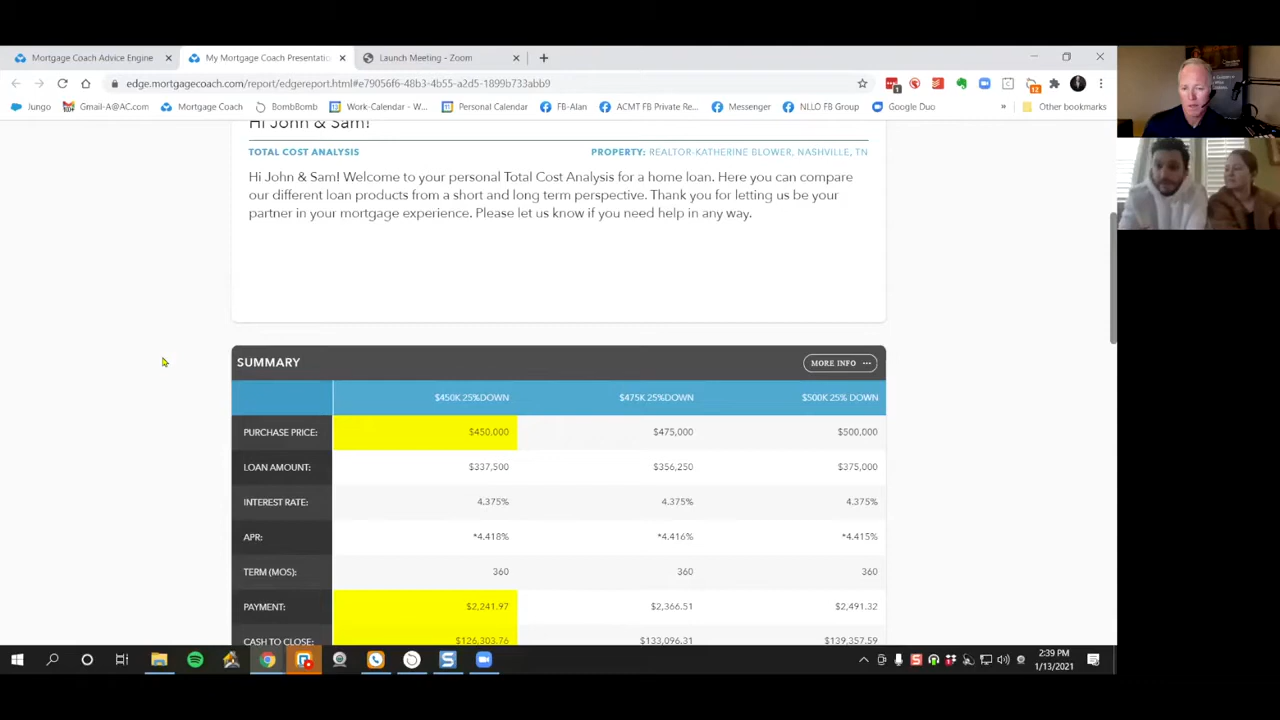 Mortgage Coach Advice Engine
My Mortgage Coach Presentatio
Launch Meeting - Zoom
edge.mortgagecoach.com/report/edgereport.html#e79056f6-48b3-4b55-a2d5-1899b733abb9
Jungo
Gmail-A@AC.com
Mortgage Coach
BombBomb
Work-Calendar - W...
Personal Calendar
FB-Alan
ACMT FB Private Re...
Messenger
NLLO FB Group
Google Duo
»
Other bookmarks
Hi John & Sam!
TOTAL COST ANALYSIS
PROPERTY: REALTOR-KATHERINE BLOWER, NASHVILLE, TN
Hi John & Sam! Welcome to your personal Total Cost Analysis for a home loan. Here you can compare
our different loan products from a short and long term perspective. Thank you for letting us be your
partner in your mortgage experience. Please let us know if you need help in any way.
SUMMARY
MORE INFO ...
$450K 25%DOWN $475K 25%DOWN $500K 25% DOWN
PURCHASE PRICE: $450,000 $475,000 $500,000
LOAN AMOUNT: $337,500 $356,250 $375,000
INTEREST RATE: 4.375% 4.375% 4.375%
APR: *4.418% *4.416% *4.415%
TERM (MOS): 360 360 360
PAYMENT: $2,241.97 $2,366.51 $2,491.32
CASH TO CLOSE: $126,303.76 $133,096.31 $139,357.59
2:39 PM
1/13/2021